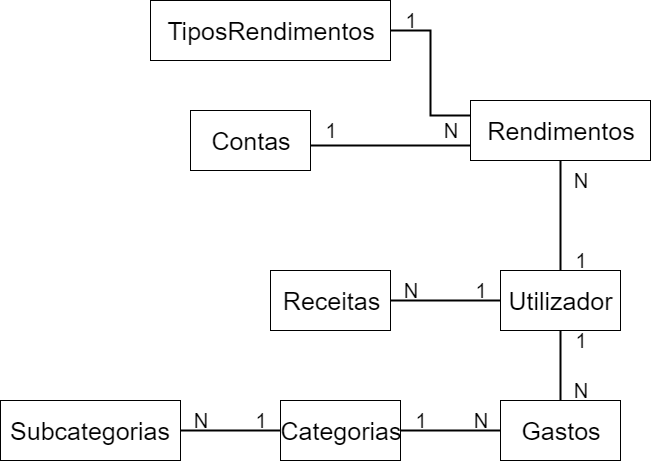 TiposRendimentos
1
Contas
1
N
Rendimentos
N
1
Receitas
N
1
Utilizador
1
N
Subcategorias
N
1
Categorias
1
N
Gastos